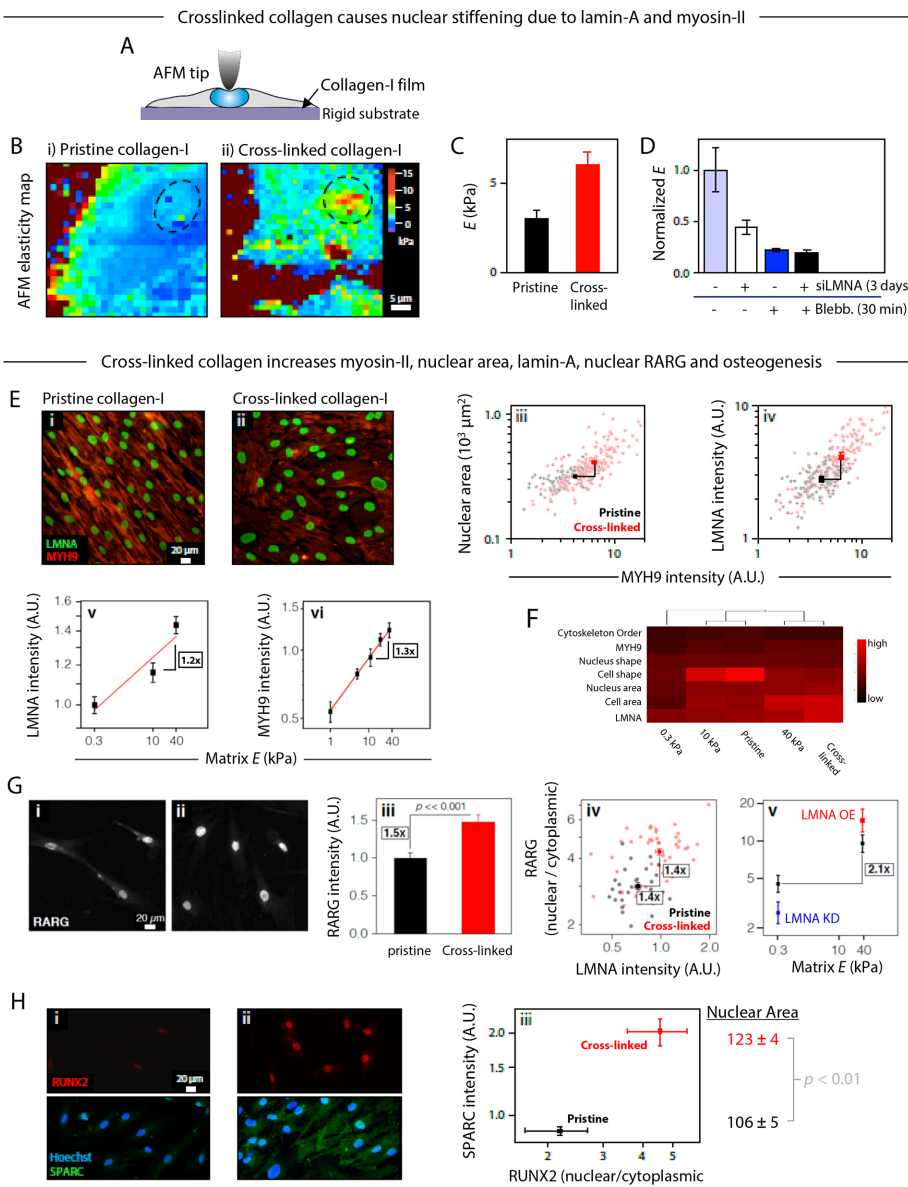 Crosslinked collagen causes nuclear stiffening due to lamin-A and myosin-II
A
AFM tip
Collagen-I film
Rigid substrate
B
i) Pristine collagen-I
ii) Cross-linked collagen-I
AFM elasticity map
15
10
5
0
kPa
5 µm
C
E (kPa)
5
0
Pristine
Cross-
linked
D
Normalized E
1.0
0.5
0.0
- + - + siLMNA (3 days
- - + + Blebb. (30 min)
Cross-linked collagen increases myosin-II, nuclear area, lamin-A, nuclear RARG and osteogenesis
E
Pristine collagen-I
Cross-linked collagen-I
i
LMNA
MYH9
20 µm
ii
iii
Nuclear area (10³ µm²)
1.0
0.1
1
10
Pristine
Cross-linked
iv
LMNA intensity (A.U.)
10
1
1
10
MYH9 intensity (A.U.)
v
LMNA intensity (A.U.)
1.6
1.4
1.2
1.0
1.2x
0.3
10
40
vi
MYH9 intensity (A.U.)
1.5
1.0
0.5
1.3x
1
10
40
Matrix E (kPa)
F
Cytoskeleton Order
MYH9
Nucleus shape
Cell shape
Nucleus area
Cell area
LMNA
0.3 kPa
10 kPa
Pristine
40 kPa
Cross-
linked
high
low
G
i
RARG
20 µm
ii
iii
RARG intensity (A.U.)
p << 0.001
1.5x
1.5
1.0
0.5
0.0
pristine
Cross-linked
iv
RARG
(nuclear / cytoplasmic)
6
4
2
1.4x
1.4x
Pristine
Cross-linked
0.5
1.0
2.0
LMNA intensity (A.U.)
v
20
10
5
2
LMNA OE
2.1x
LMNA KD
0.3
10
40
Matrix E (kPa)
H
i
RUNX2
20 µm
Hoechst
SPARC
ii
iii
SPARC intensity (A.U.)
2.0
1.5
1.0
Cross-linked
Pristine
2
3
4
5
RUNX2 (nuclear/cytoplasmic
Nuclear Area
123 ± 4
p < 0.01
106 ± 5